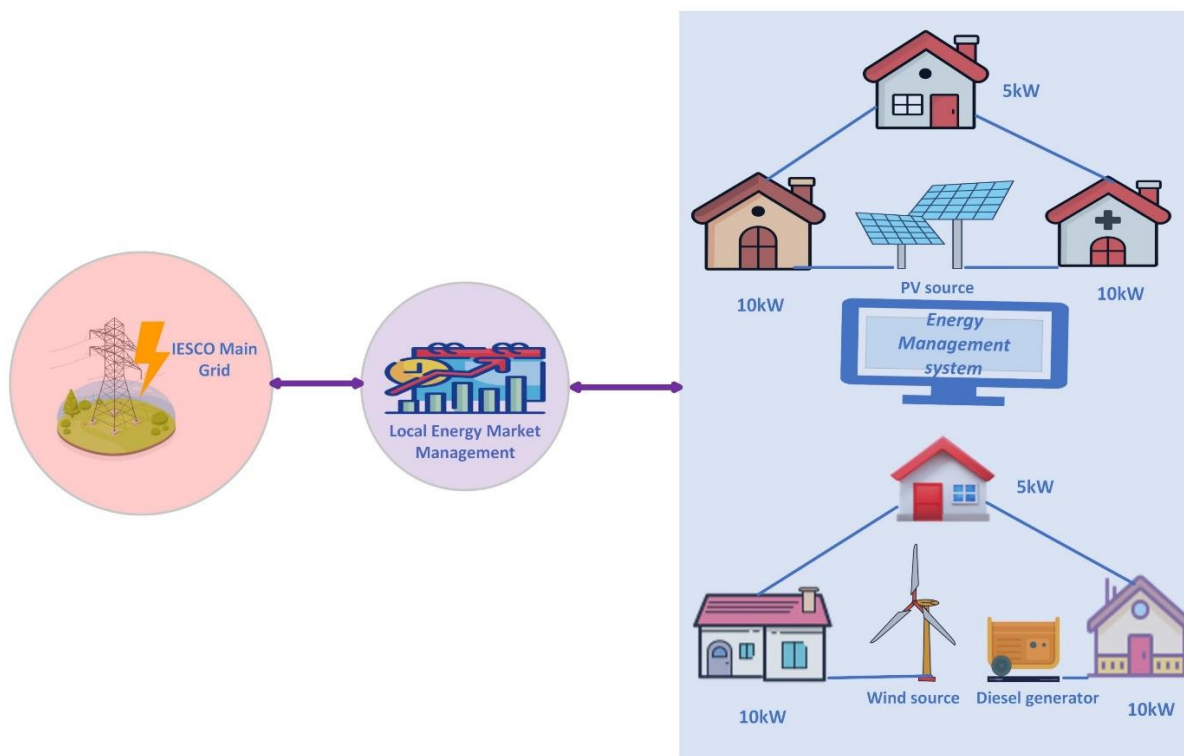 IESCO Main
Grid
Local Energy Market
Management
5kW
10kW
PV source
10kW
Energy
Management
system
5kW
10kW
Wind source
Diesel generator
10kW